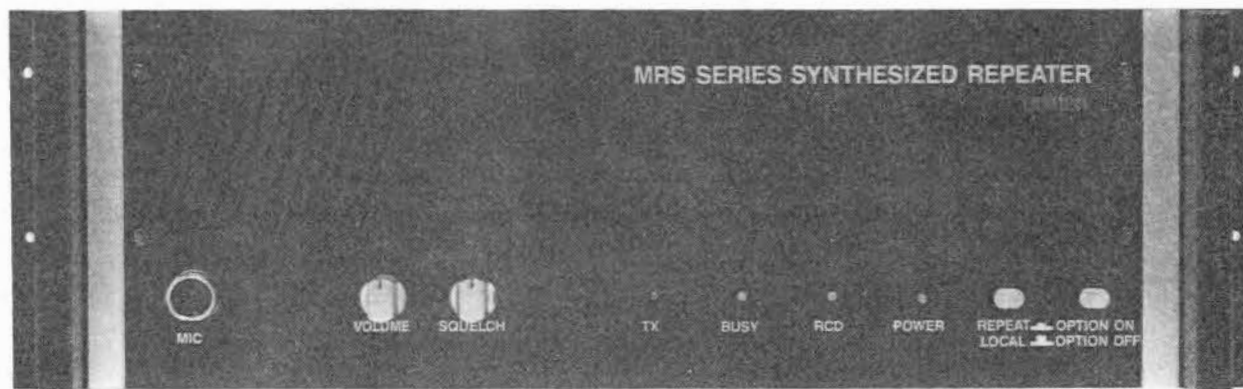 MRS SERIES SYNTHESIZED REPEATER
MIC
VOLUME
SQUELCH
TX
BUSY
RCD
POWER
REPEAT OPTION ON
LOCAL OPTION OFF